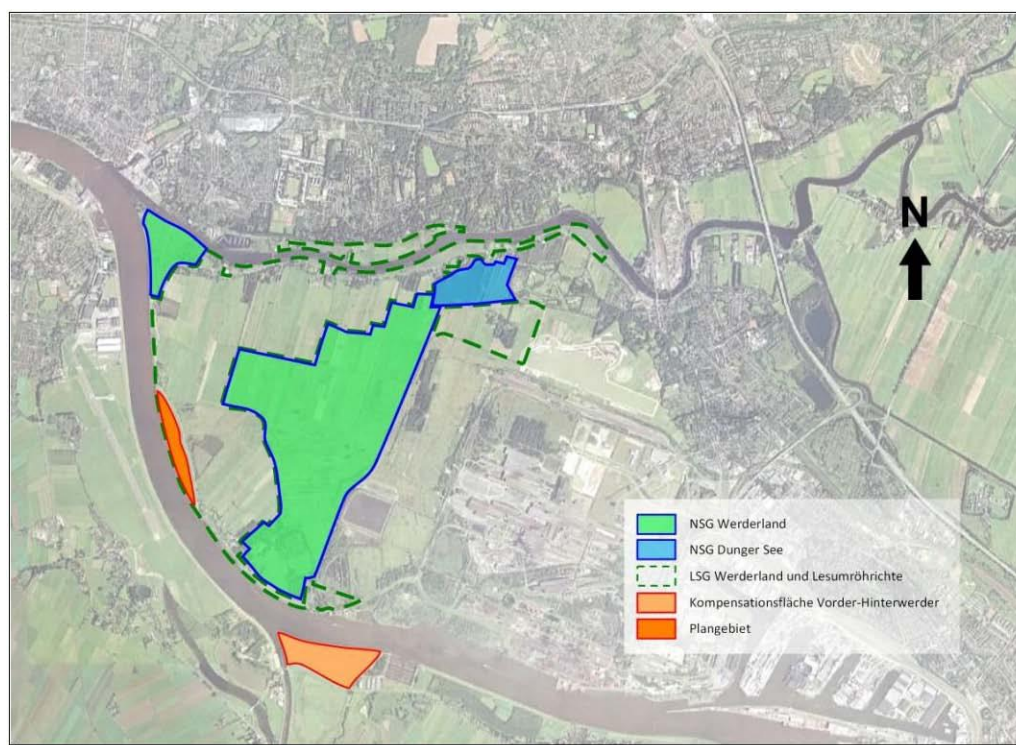 N
NSG Werderland
NSG Dunger See
LSG Werderland und Lesumröhrichte
Kompensationsfläche Vorder-Hinterwerder
Plangebiet